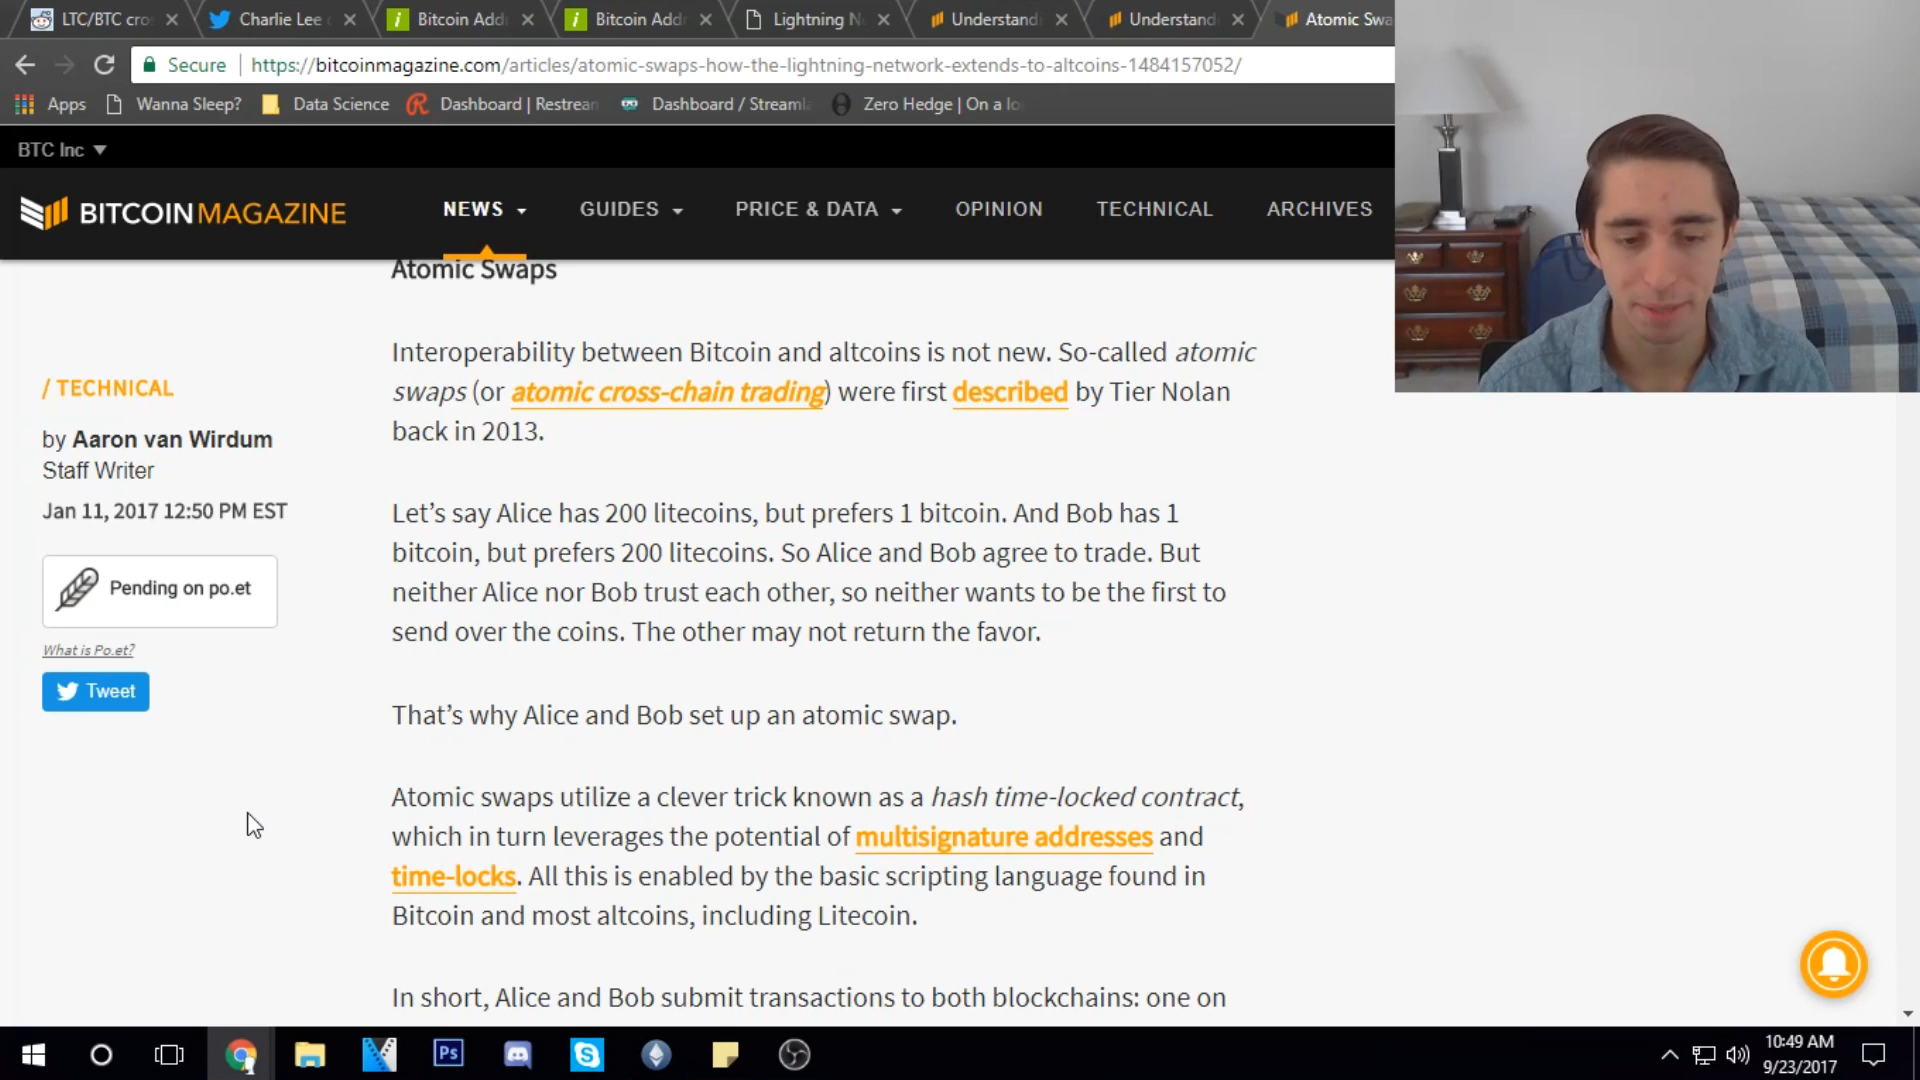 LTC/BTC cro
Charlie Lee
Bitcoin Add
Bitcoin Add
Lightning N
Understand
Understand
Atomic Swa
Secure
https://bitcoinmagazine.com/articles/atomic-swaps-how-the-lightning-network-extends-to-altcoins-1484157052/
Apps
Wanna Sleep?
Data Science
Dashboard | Restrean
Dashboard / Streaml
Zero Hedge | On a lo
BTC Inc
BITCOINMAGAZINE
NEWS
GUIDES
PRICE & DATA
OPINION
TECHNICAL
ARCHIVES
Atomic Swaps
Interoperability between Bitcoin and altcoins is not new. So-called atomic
swaps (or atomic cross-chain trading) were first described by Tier Nolan
back in 2013.
/ TECHNICAL
by Aaron van Wirdum
Staff Writer
Jan 11, 2017 12:50 PM EST
Pending on po.et
What is Po.et?
Tweet
Let’s say Alice has 200 litecoins, but prefers 1 bitcoin. And Bob has 1
bitcoin, but prefers 200 litecoins. So Alice and Bob agree to trade. But
neither Alice nor Bob trust each other, so neither wants to be the first to
send over the coins. The other may not return the favor.
That’s why Alice and Bob set up an atomic swap.
Atomic swaps utilize a clever trick known as a hash time-locked contract,
which in turn leverages the potential of multisignature addresses and
time-locks. All this is enabled by the basic scripting language found in
Bitcoin and most altcoins, including Litecoin.
In short, Alice and Bob submit transactions to both blockchains: one on
Ps
10:49 AM
9/23/2017